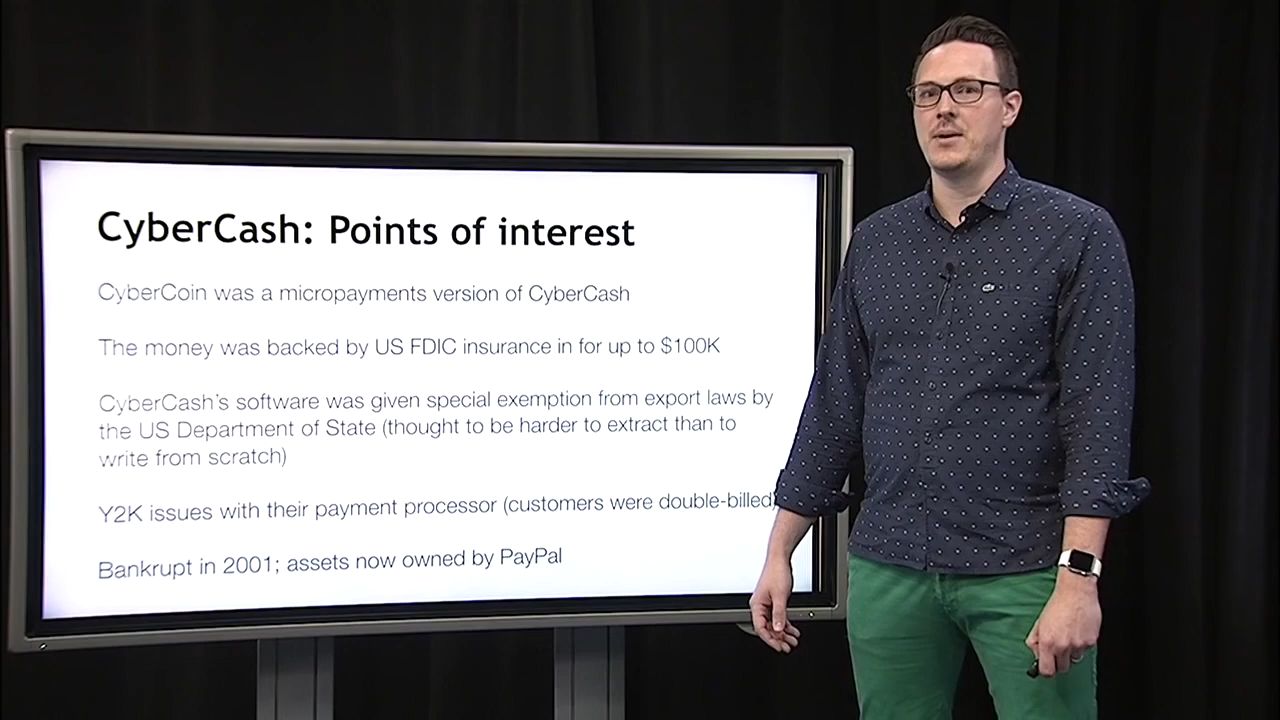 CyberCash: Points of interest
CyberCoin was a micropayments version of CyberCash
The money was backed by US FDIC insurance in for up to $100K
CyberCash's software was given special exemption from export laws by
the US Department of State (thought to be harder to extract than to
write from scratch)
Y2K issues with their payment processor (customers were double-billed)
Bankrupt in 2001; assets now owned by PayPal